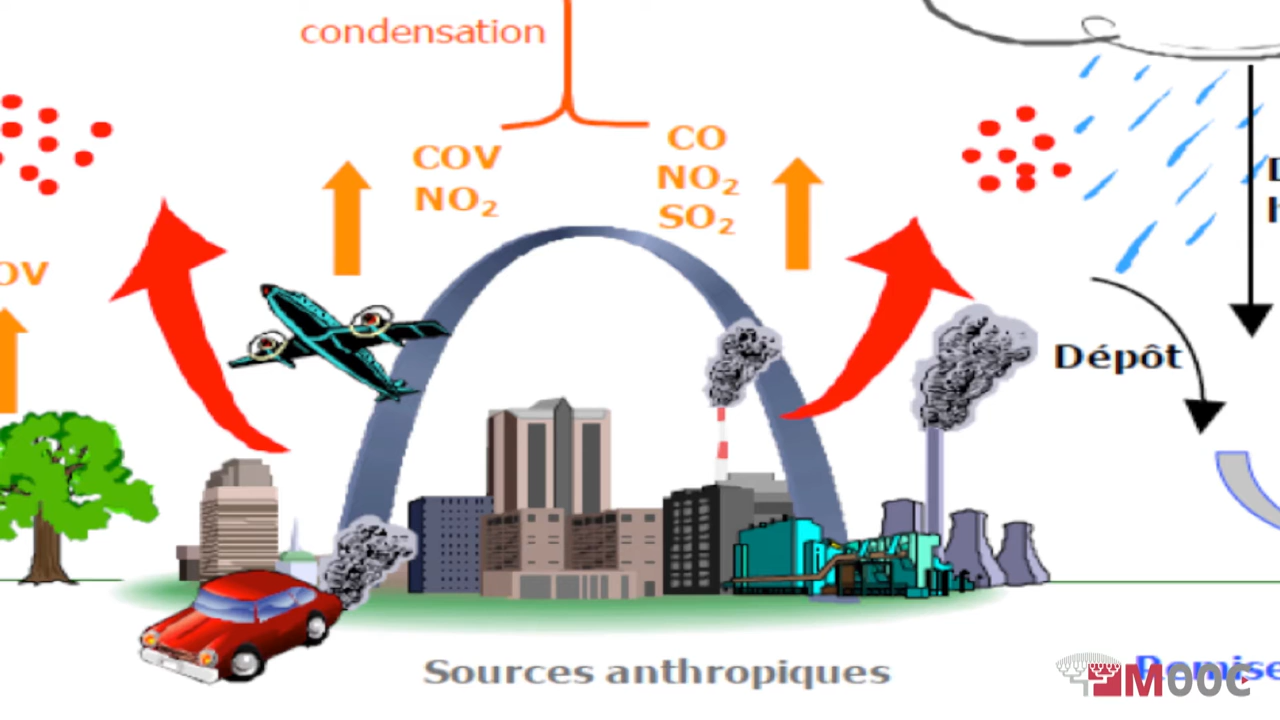 condensation
COV
NO₂
CO
NO₂
SO₂
OV
Dépôt
Sources anthropiques
MOOC